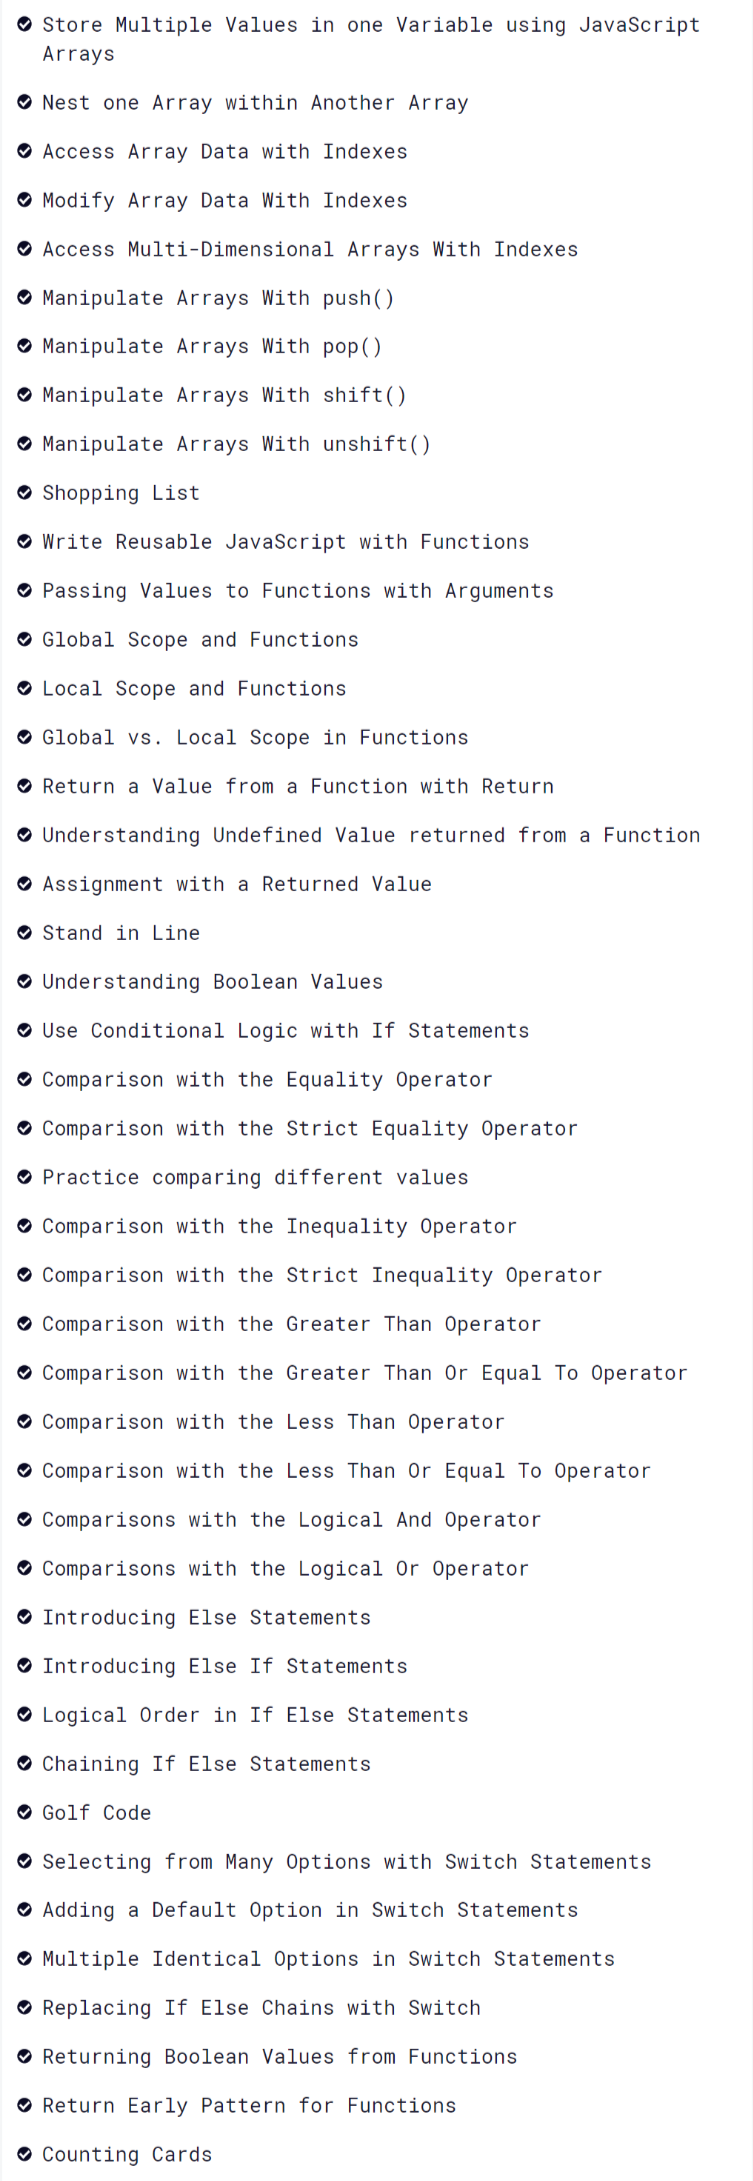 Store Multiple Values in one Variable using JavaScript
Arrays
Nest one Array within Another Array
Access Array Data with Indexes
Modify Array Data With Indexes
Access Multi-Dimensional Arrays With Indexes
Manipulate Arrays With push()
Manipulate Arrays With pop()
Manipulate Arrays With shift()
Manipulate Arrays With unshift()
Shopping List
Write Reusable JavaScript with Functions
Passing Values to Functions with Arguments
Global Scope and Functions
Local Scope and Functions
Global vs. Local Scope in Functions
Return a Value from a Function with Return
Understanding Undefined Value returned from a Function
Assignment with a Returned Value
Stand in Line
Understanding Boolean Values
Use Conditional Logic with If Statements
Comparison with the Equality Operator
Comparison with the Strict Equality Operator
Practice comparing different values
Comparison with the Inequality Operator
Comparison with the Strict Inequality Operator
Comparison with the Greater Than Operator
Comparison with the Greater Than Or Equal To Operator
Comparison with the Less Than Operator
Comparison with the Less Than Or Equal To Operator
Comparisons with the Logical And Operator
Comparisons with the Logical Or Operator
Introducing Else Statements
Introducing Else If Statements
Logical Order in If Else Statements
Chaining If Else Statements
Golf Code
Selecting from Many Options with Switch Statements
Adding a Default Option in Switch Statements
Multiple Identical Options in Switch Statements
Replacing If Else Chains with Switch
Returning Boolean Values from Functions
Return Early Pattern for Functions
Counting Cards